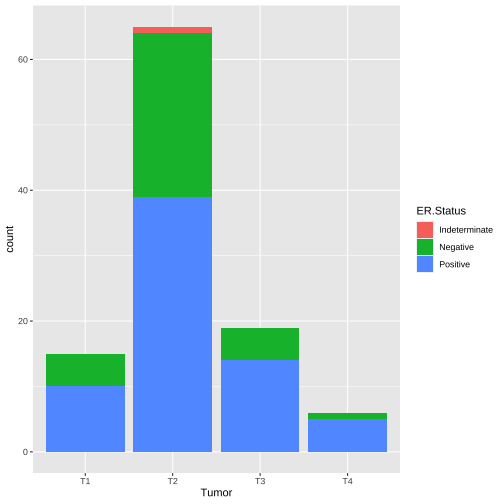 60
40
20
0
count
T1 T2 T3 T4
Tumor
ER.Status
Indeterminate
Negative
Positive